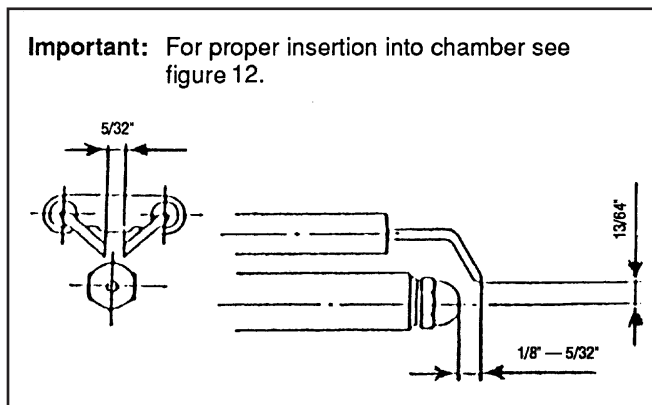 Important: For proper insertion into chamber see
figure 12.
5/32"
13/64"
1/8" — 5/32"